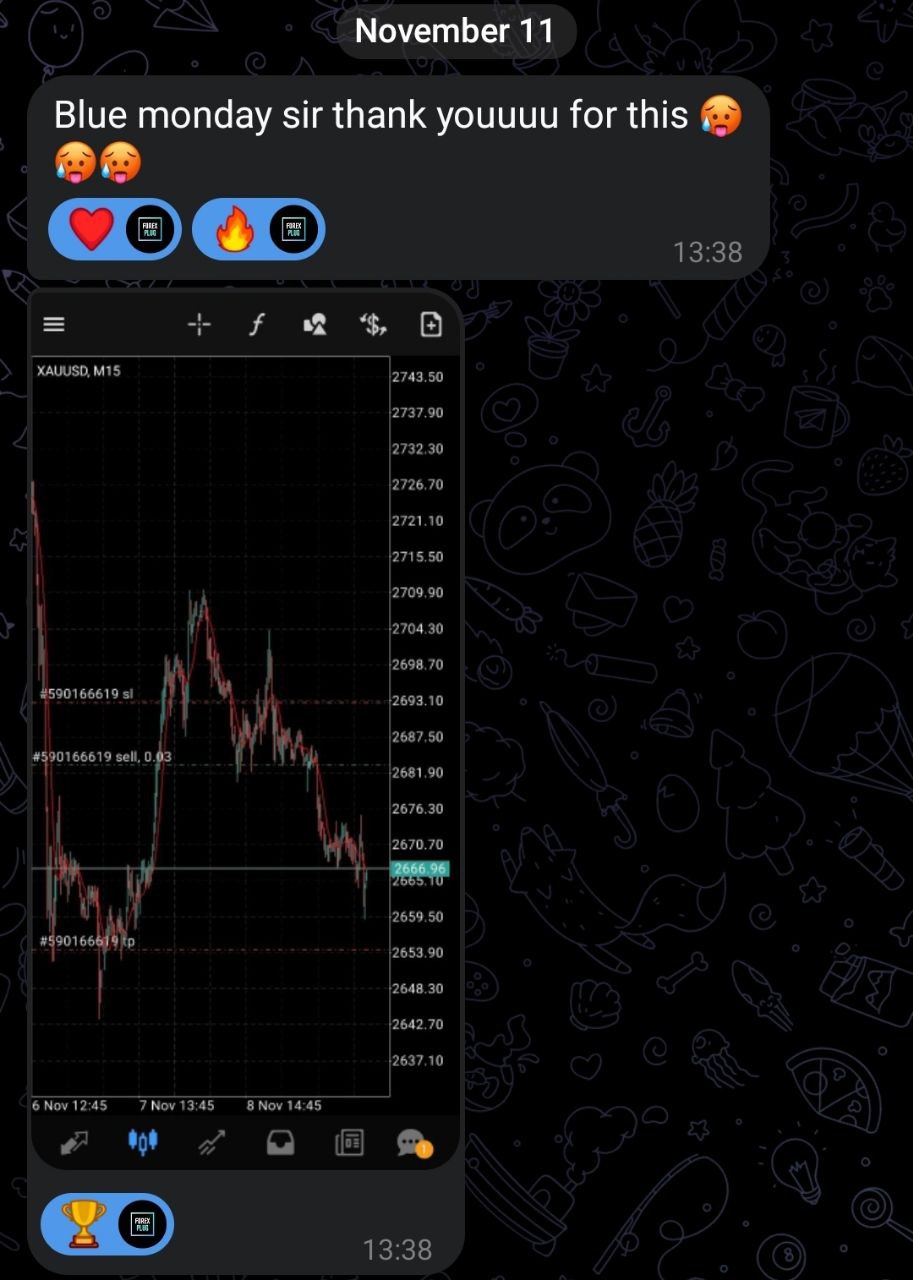 November 11
Blue monday sir thank youuuu for this 🥵
🥵🥵
❤️ FOREX PLUG 🔥 FOREX PLUG
13:38
XAUUSD, M15
2743.50
2737.90
2732.30
2726.70
2721.10
2715.50
2709.90
2704.30
2698.70
#590166619 sl
2693.10
2687.50
#590166619 sell, 0.03
2681.90
2676.30
2670.70
2666.96
2665.10
2659.50
#590166619 tp
2653.90
2648.30
2642.70
2637.10
6 Nov 12:45 7 Nov 13:45 8 Nov 14:45
1
🏆 FOREX PLUG
13:38